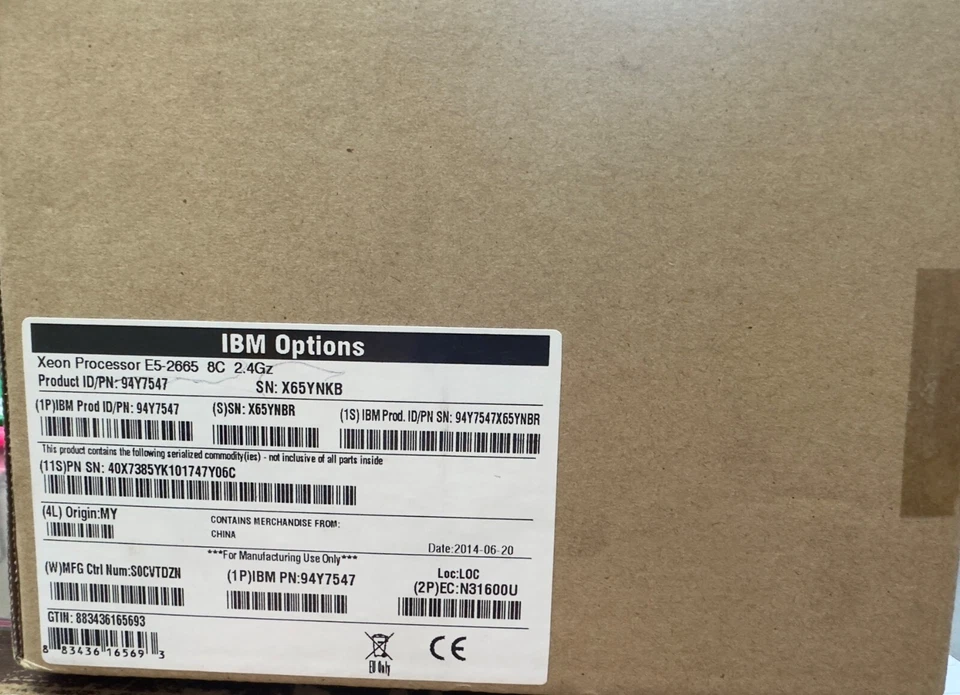 IBM Options
Xeon Processor E5-2665 8C 2.4Gz
Product ID/PN: 94Y7547 SN: X65YNKB
(1P)IBM Prod ID/PN: 94Y7547 (S)SN: X65YNBR (1S) IBM Prod. ID/PN SN: 94Y7547X65YNBR
This product contains the following serialized commodity(ies) - not inclusive of all parts inside
(11S)PN SN: 40X7385YK101747Y06C
(4L) Origin:MY CONTAINS MERCHANDISE FROM:
CHINA
Date:2014-06-20
***For Manufacturing Use Only***
(W)MFG Ctrl Num:S0CVTDZN (1P)IBM PN:94Y7547 Loc:LOC
(2P)EC:N31600U
GTIN: 883436165693
8 83436 16569 3
EU Only
CE